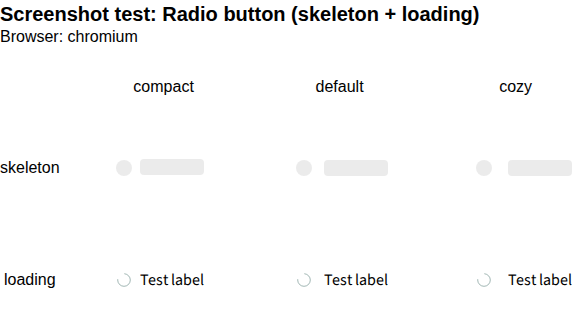 Screenshot test: Radio button (skeleton + loading)
Browser: chromium
compact default cozy
skeleton
loading Test label Test label Test label